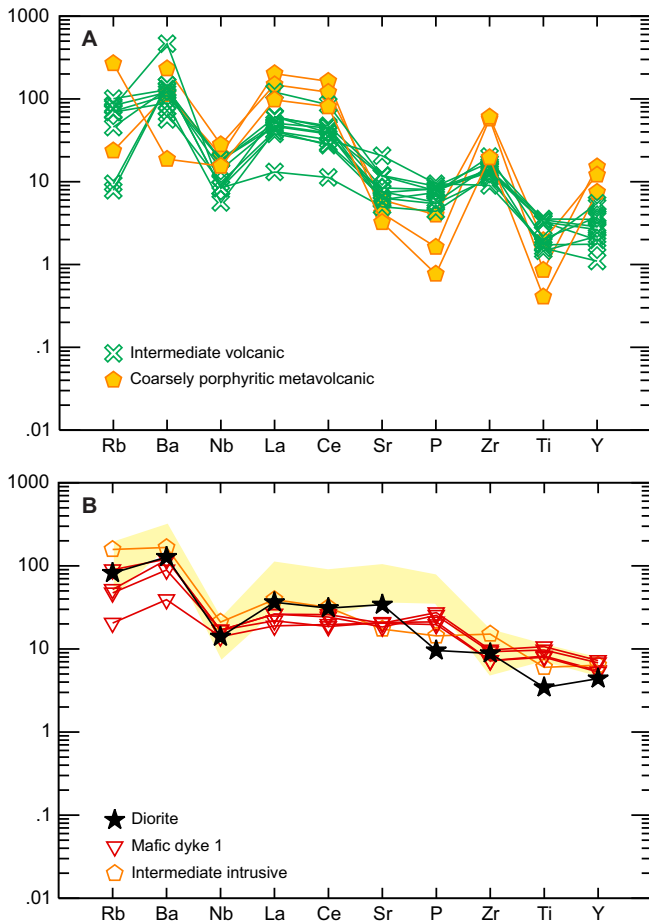 1000
A
100
10
1
.1
.01
Intermediate volcanic
Coarsely porphyritic metavolcanic
Rb Ba Nb La Ce Sr P Zr Ti Y
1000
B
100
10
1
.1
.01
Diorite
Mafic dyke 1
Intermediate intrusive
Rb Ba Nb La Ce Sr P Zr Ti Y